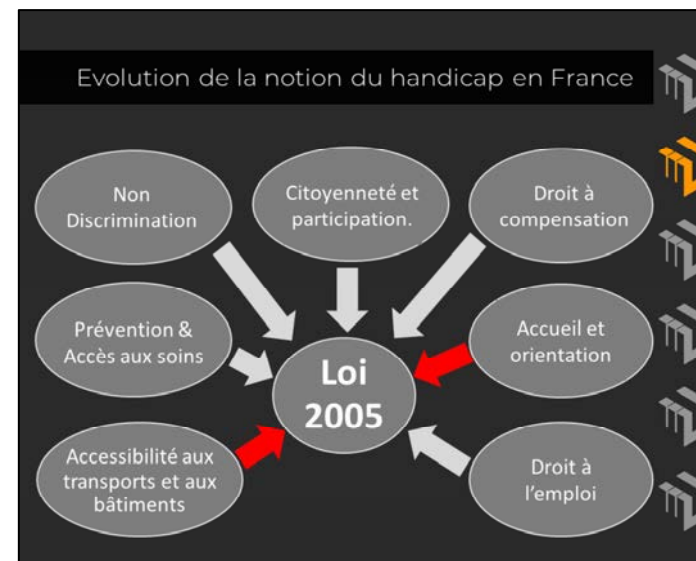 Evolution de la notion du handicap en France
Non
Discrimination
Citoyenneté et
participation.
Droit à
compensation
Prévention &
Accès aux soins
Accueil et
orientation
Loi
2005
Accessibilité aux
transports et aux
bâtiments
Droit à
l'emploi